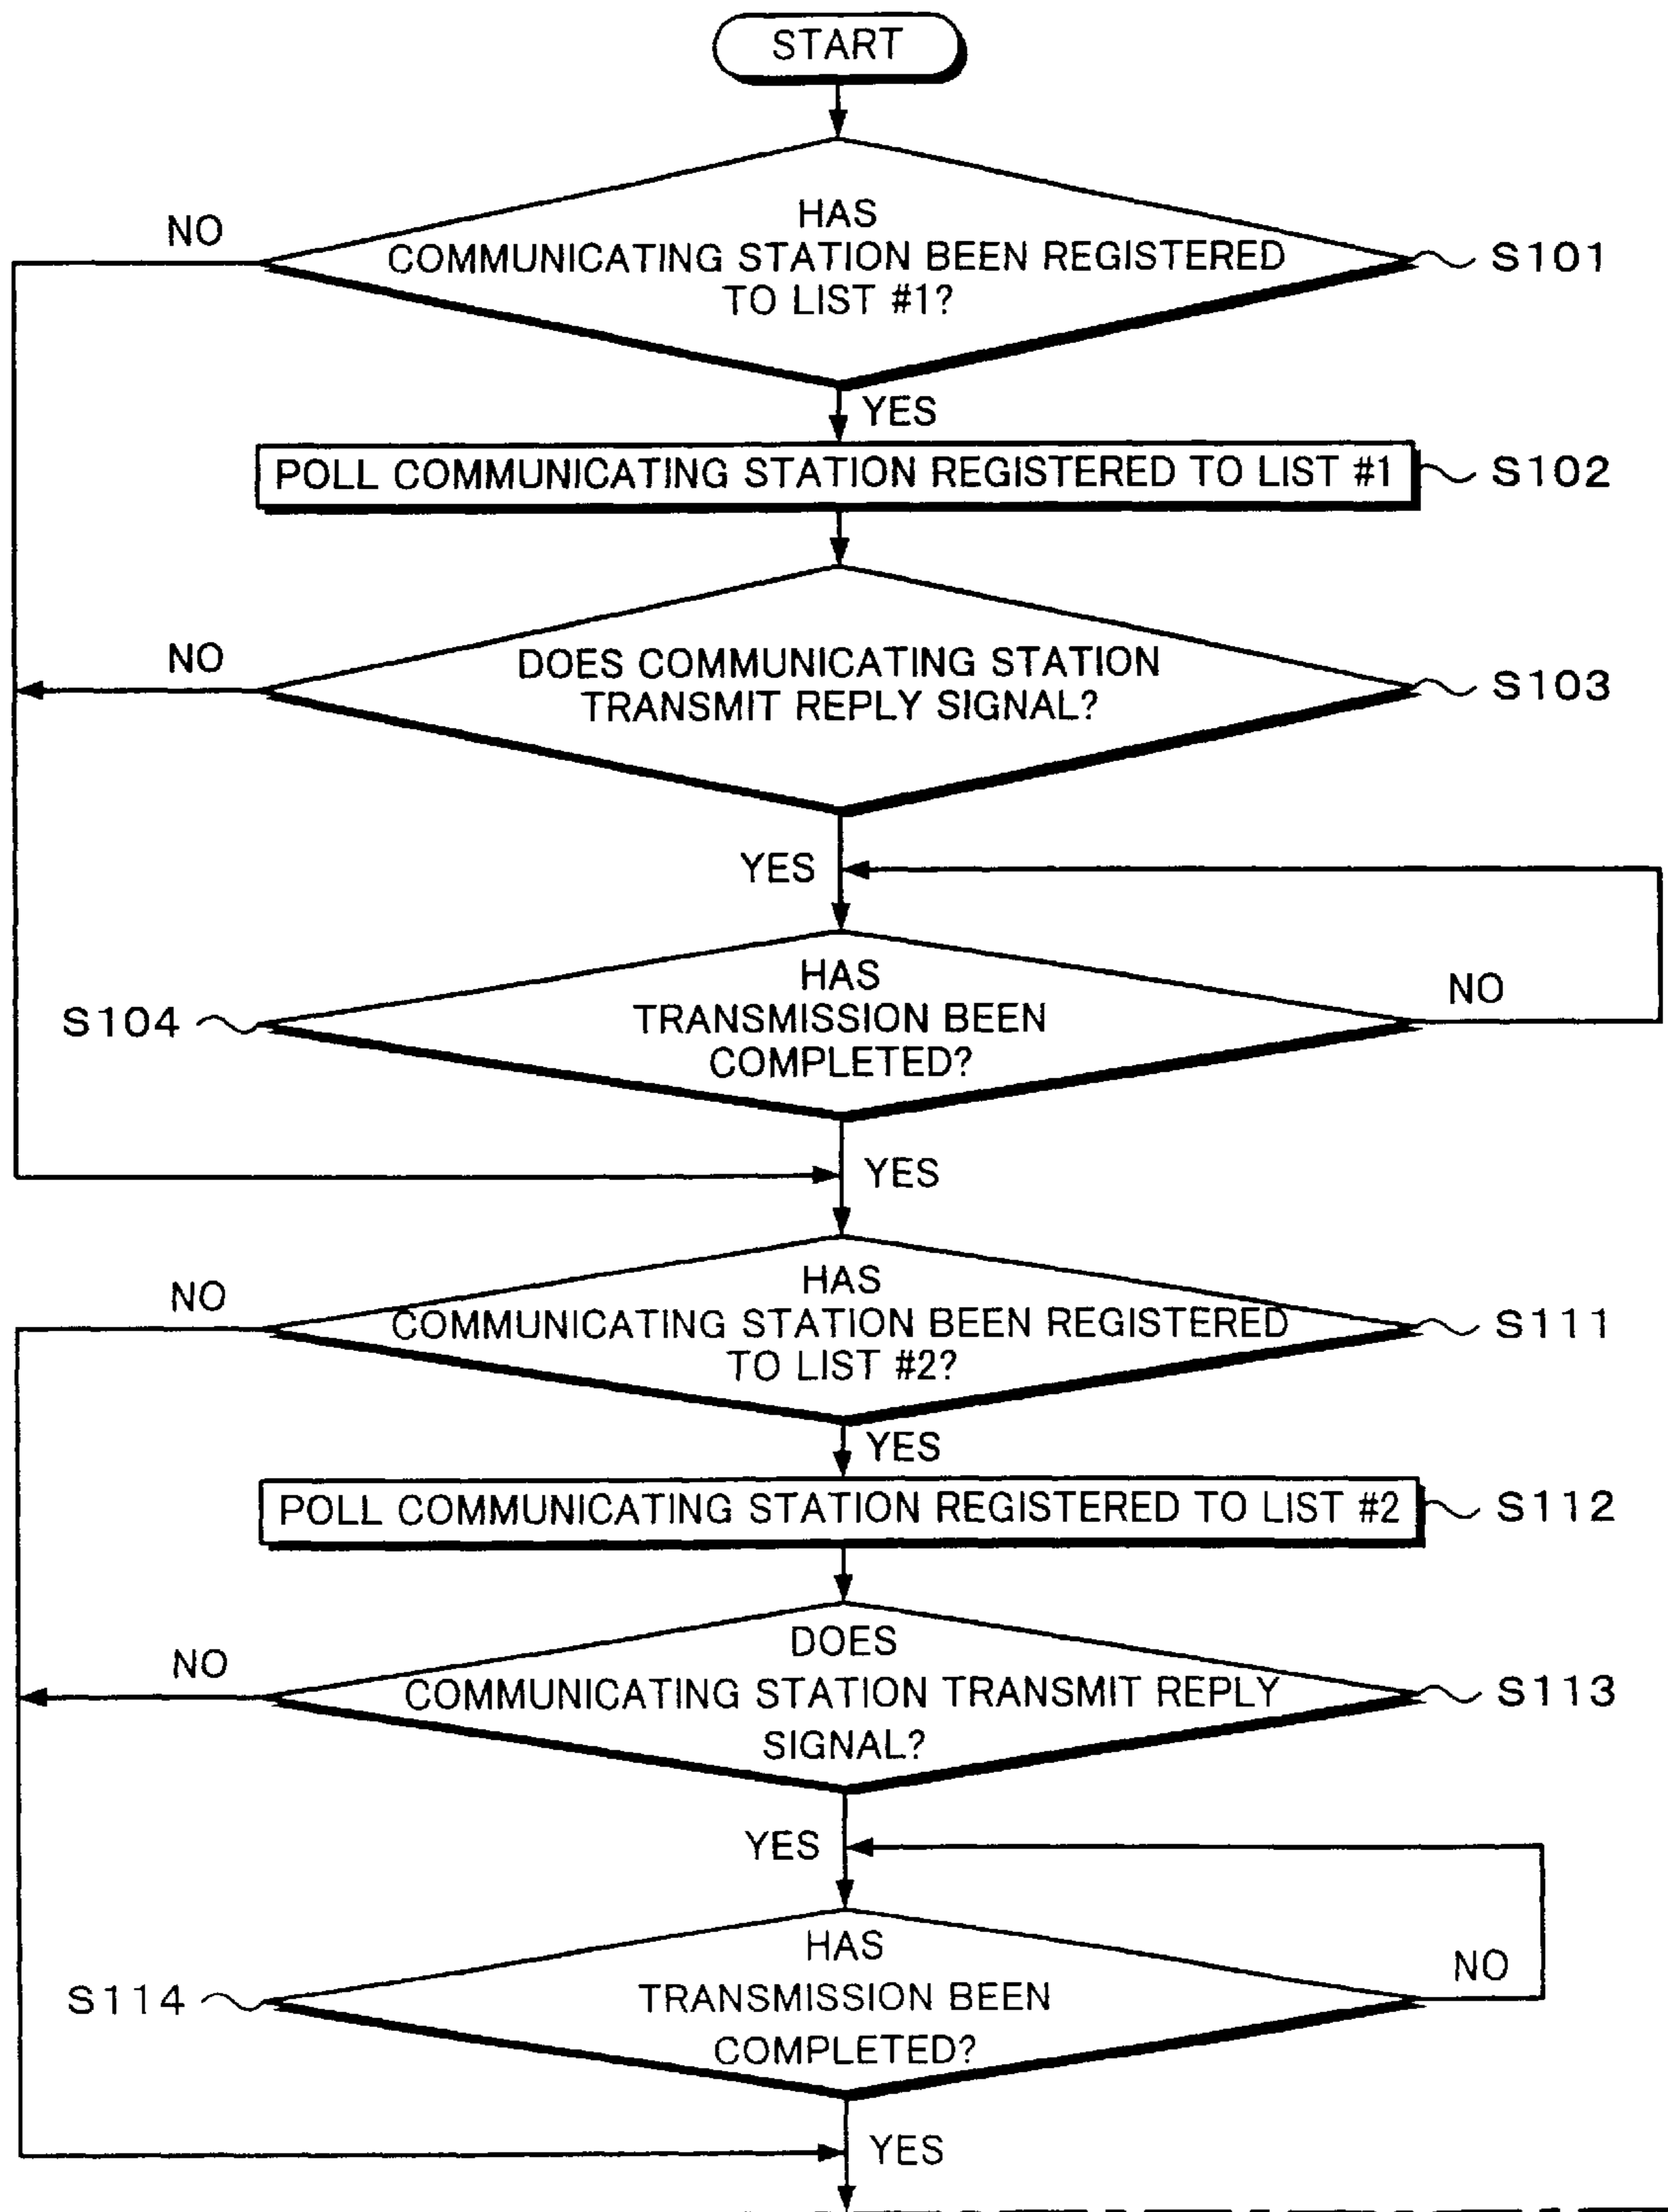 START
NO
HAS
COMMUNICATING STATION BEEN REGISTERED
TO LIST #1?
S101
YES
POLL COMMUNICATING STATION REGISTERED TO LIST #1
S102
NO
DOES COMMUNICATING STATION
TRANSMIT REPLY SIGNAL?
S103
YES
S104
HAS
TRANSMISSION BEEN
COMPLETED?
NO
YES
NO
HAS
COMMUNICATING STATION BEEN REGISTERED
TO LIST #2?
S111
YES
POLL COMMUNICATING STATION REGISTERED TO LIST #2
S112
NO
DOES
COMMUNICATING STATION TRANSMIT REPLY
SIGNAL?
S113
YES
S114
HAS
TRANSMISSION BEEN
COMPLETED?
NO
YES